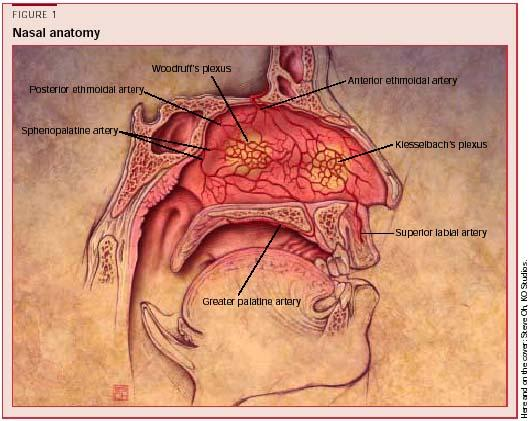 FIGURE 1
Nasal anatomy
Woodruff's plexus
Anterior ethmoidal artery
Posterior ethmoidal artery
Sphenopalatine artery
Kiesselbach's plexus
Superior labial artery
Greater palatine artery
Here and on the cover: Steve Oh, KO Studios.